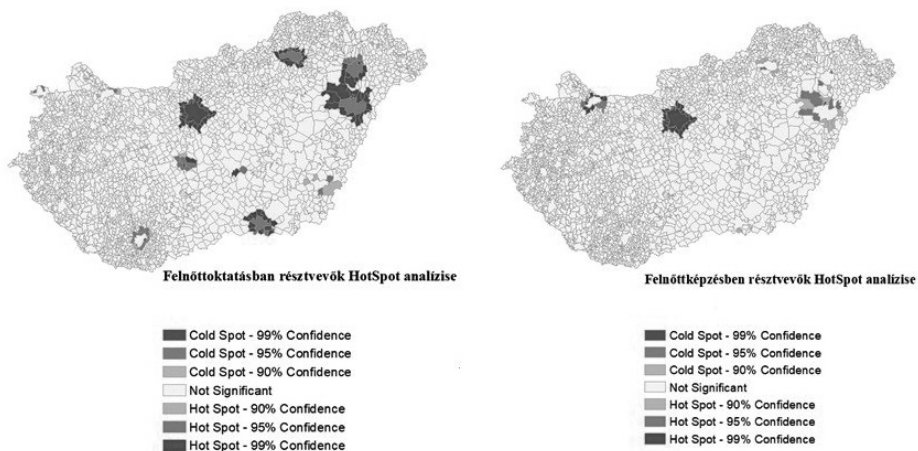 Felnőttoktatásban résztvevők HotSpot analízise
Cold Spot - 99% Confidence
Cold Spot - 95% Confidence
Cold Spot - 90% Confidence
Not Significant
Hot Spot - 90% Confidence
Hot Spot - 95% Confidence
Hot Spot - 99% Confidence
Felnőttképzésben résztvevők HotSpot analízise
Cold Spot - 99% Confidence
Cold Spot - 95% Confidence
Cold Spot - 90% Confidence
Not Significant
Hot Spot - 90% Confidence
Hot Spot - 95% Confidence
Hot Spot - 99% Confidence